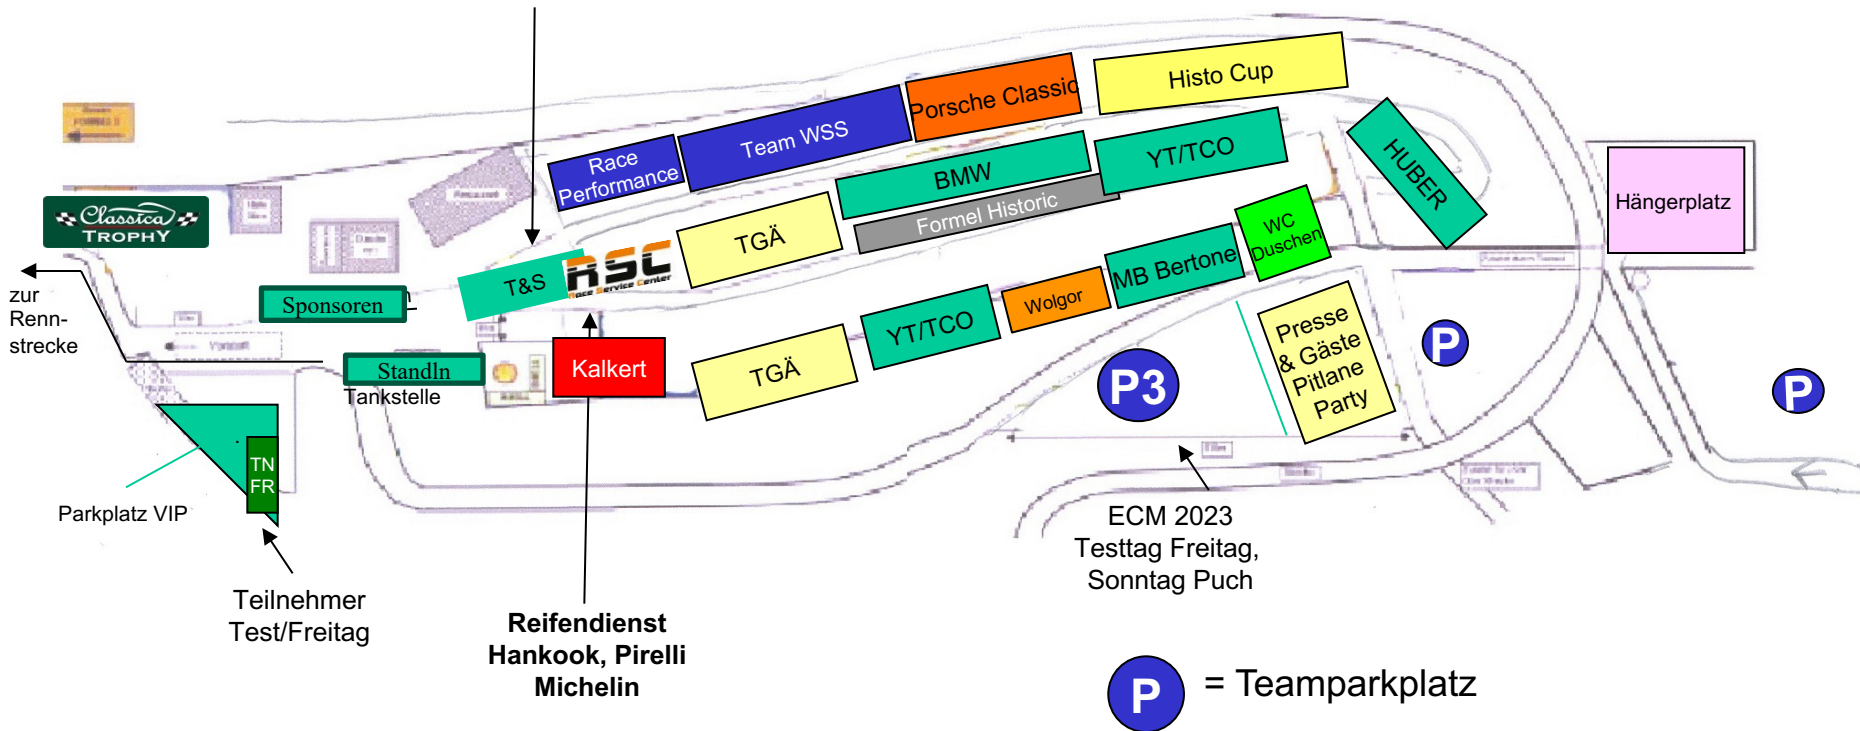 Histo Cup
Porsche Classic
Team WSS
Race
Performance
YT/TCO
BMW
HUBER
Formel Historic
Hängerplatz
Classica
TROPHY
TGÄ
WC
Duschen
RSC
Race Service Center
T&S
MB Bertone
zur
Renn-
strecke
Sponsoren
Wolgor
YT/TCO
Presse
& Gäste
Pitlane
Party
P
Kalkert
Standln
Tankstelle
TGÄ
P3
P
TN
FR
Parkplatz VIP
ECM 2023
Testtag Freitag,
Sonntag Puch
Teilnehmer
Test/Freitag
Reifendienst
Hankook, Pirelli
Michelin
P = Teamparkplatz